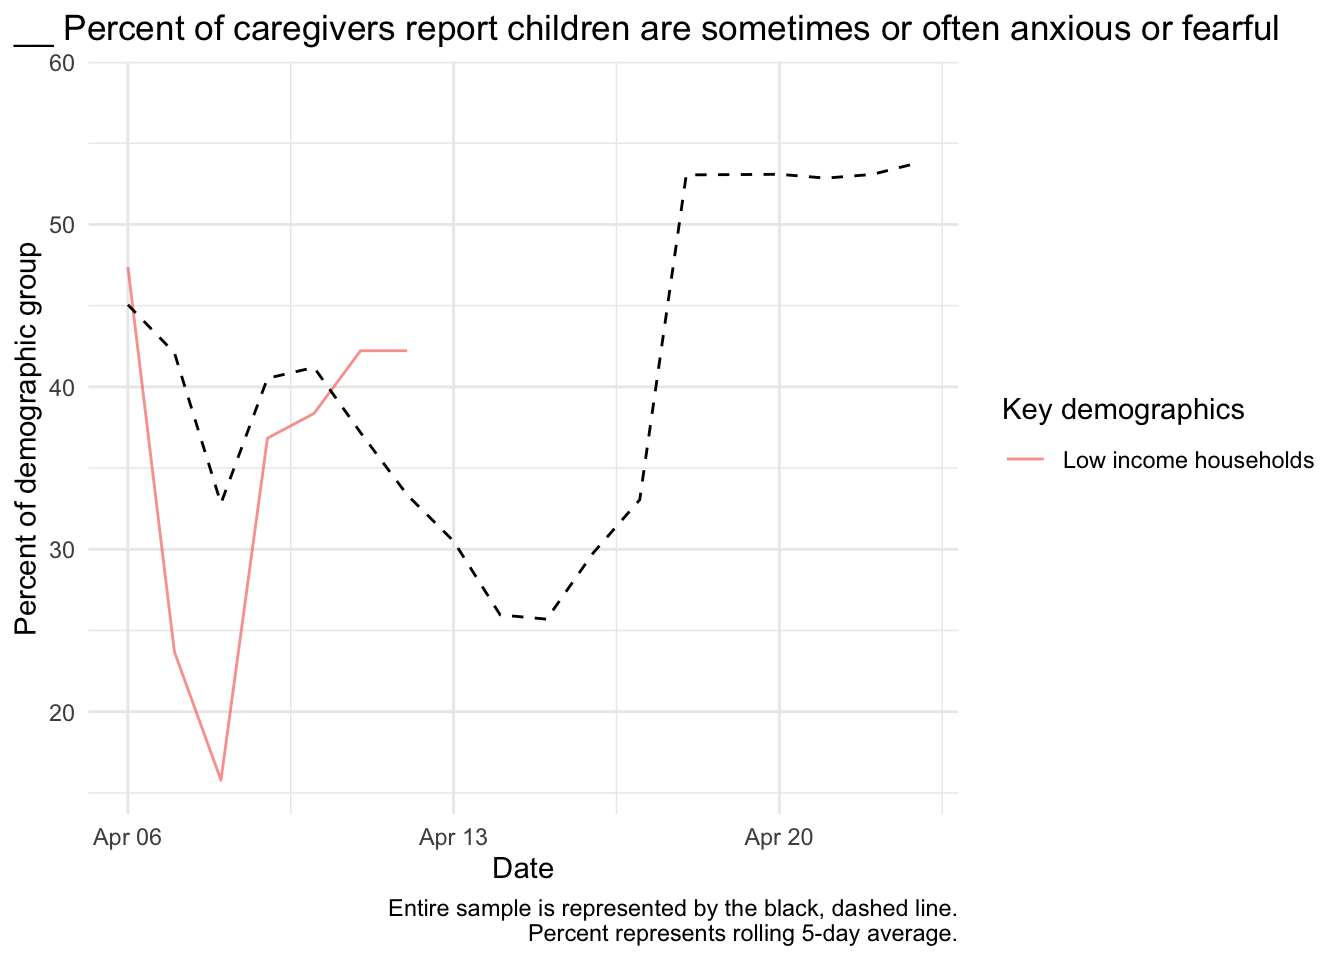 __ Percent of caregivers report children are sometimes or often anxious or fearful
60
50
40
30
20
Percent of demographic group
Apr 06
Apr 13
Apr 20
Date
Key demographics
Low income households
Entire sample is represented by the black, dashed line.
Percent represents rolling 5-day average.